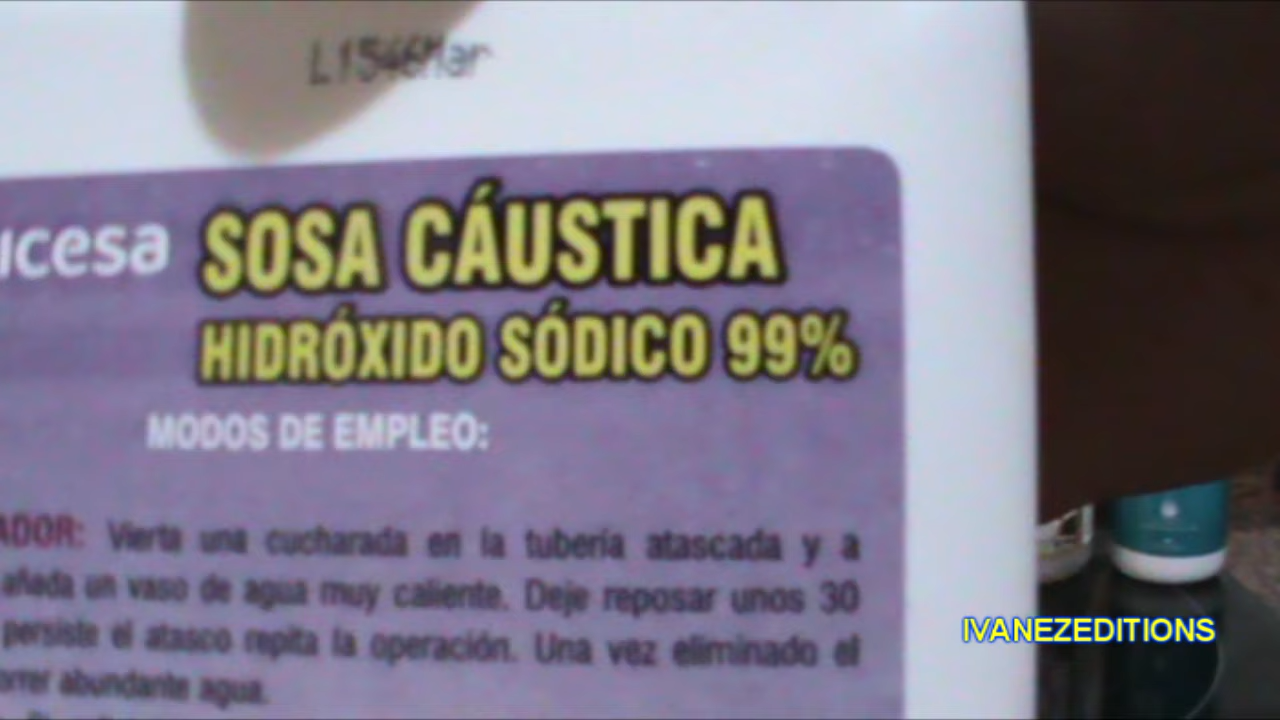 L1546Mar
icesa SOSA CÁUSTICA
HIDRÓXIDO SÓDICO 99%
MODOS DE EMPLEO:
ADOR: Vierta una cucharada en la tubería atascada y a
añada un vaso de agua muy caliente. Deje reposar unos 30
persiste el atasco repita la operación. Una vez eliminado el
orrer abundante agua.
IVANEZEDITIONS